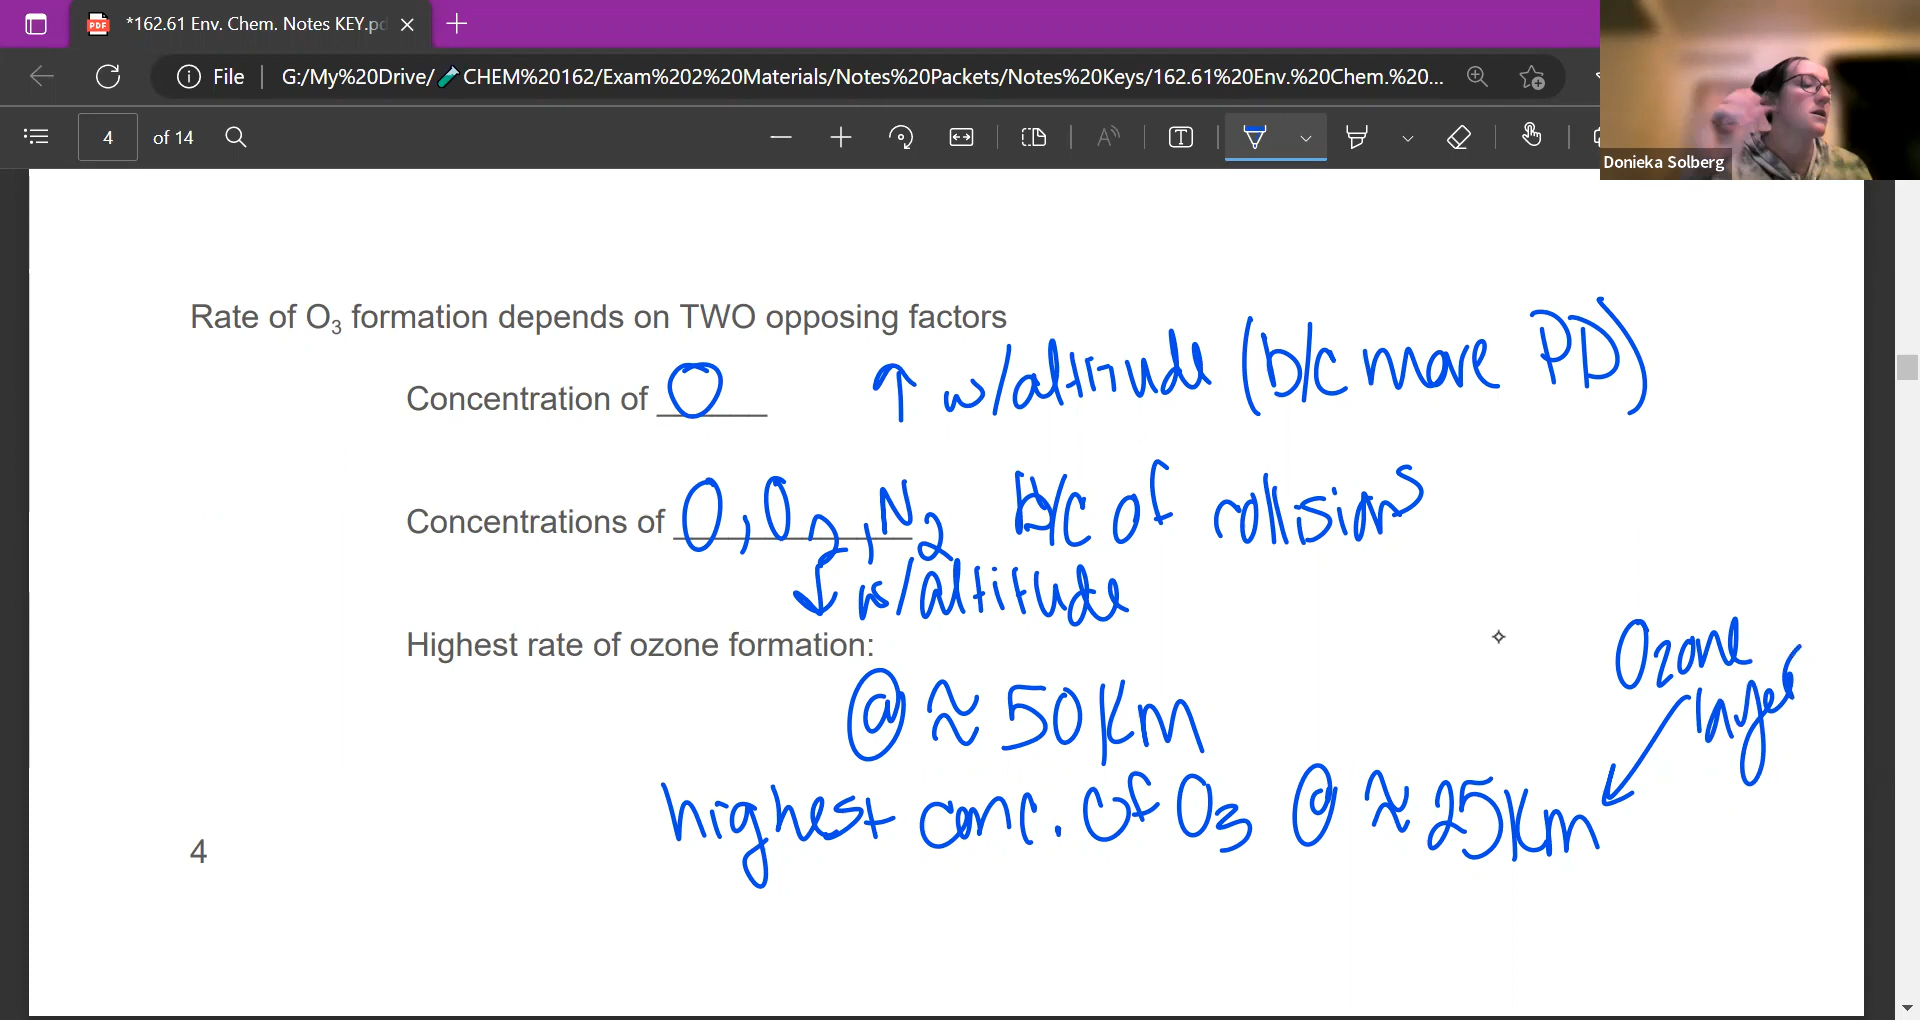 *162.61 Env. Chem. Notes KEY.pd
File
G:/My%20Drive/🧪CHEM%20162/Exam%202%20Materials/Notes%20Packets/Notes%20Keys/162.61%20Env.%20Chem.%20...
4 of 14
Donieka Solberg
Rate of O₃ formation depends on TWO opposing factors
Concentration of O ↑ w/altitude (b/c more PD)
Concentrations of O, O₂, N₂ b/c of collisions
↓ w/altitude
Highest rate of ozone formation:
@ ≈ 50 km
Ozone
layer
highest conc. of O₃ @ ≈ 25km
4